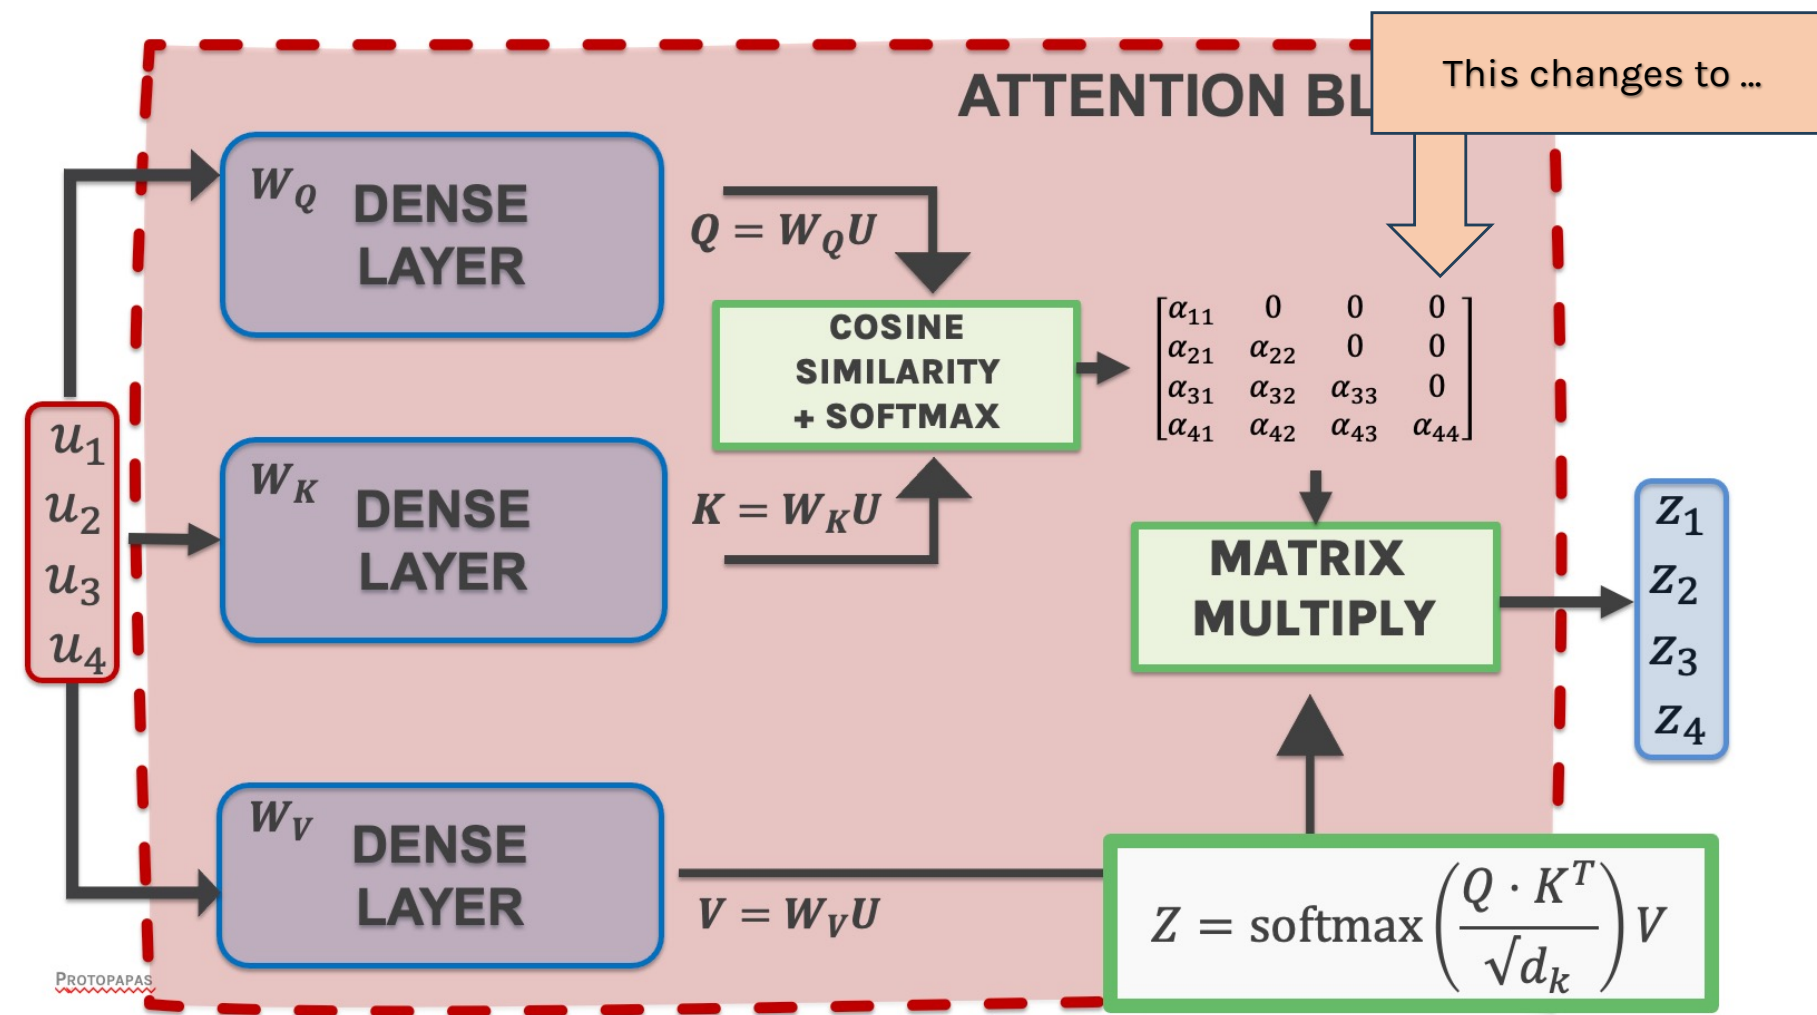 This changes to ...
ATTENTION BL
W_Q DENSE
LAYER
Q = W_Q U
COSINE
SIMILARITY
+ SOFTMAX
α₁₁ 0 0 0
α₂₁ α₂₂ 0 0
α₃₁ α₃₂ α₃₃ 0
α₄₁ α₄₂ α₄₃ α₄₄
u₁
u₂
u₃
u₄
W_K DENSE
LAYER
K = W_K U
MATRIX
MULTIPLY
z₁
z₂
z₃
z₄
W_V DENSE
LAYER
V = W_V U
Z = softmax(Q · K^T / √d_k) V
PROTOPAPAS